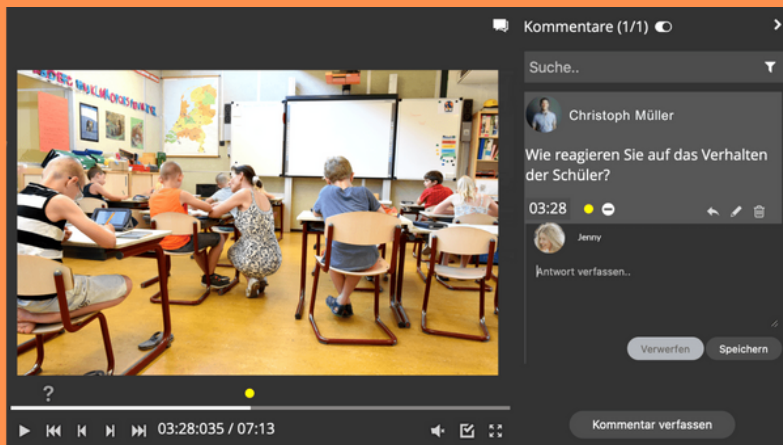 Kommentare (1/1)
Suche..
Christoph Müller
Wie reagieren Sie auf das Verhalten
der Schüler?
03:28
Jenny
Antwort verfassen..
Verwerfen
Speichern
?
03:28:035 / 07:13
Kommentar verfassen